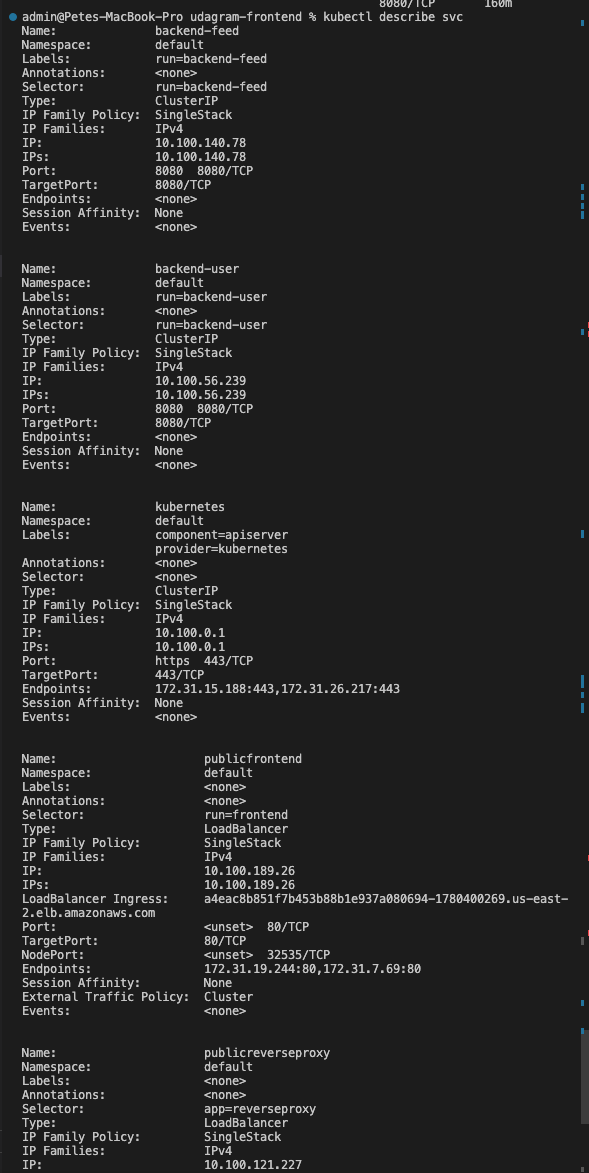 8080/TCP 160m
admin@Petes-MacBook-Pro udagram-frontend % kubectl describe svc
Name: backend-feed
Namespace: default
Labels: run=backend-feed
Annotations: <none>
Selector: run=backend-feed
Type: ClusterIP
IP Family Policy: SingleStack
IP Families: IPv4
IP: 10.100.140.78
IPs: 10.100.140.78
Port: 8080 8080/TCP
TargetPort: 8080/TCP
Endpoints: <none>
Session Affinity: None
Events: <none>
Name: backend-user
Namespace: default
Labels: run=backend-user
Annotations: <none>
Selector: run=backend-user
Type: ClusterIP
IP Family Policy: SingleStack
IP Families: IPv4
IP: 10.100.56.239
IPs: 10.100.56.239
Port: 8080 8080/TCP
TargetPort: 8080/TCP
Endpoints: <none>
Session Affinity: None
Events: <none>
Name: kubernetes
Namespace: default
Labels: component=apiserver
provider=kubernetes
Annotations: <none>
Selector: <none>
Type: ClusterIP
IP Family Policy: SingleStack
IP Families: IPv4
IP: 10.100.0.1
IPs: 10.100.0.1
Port: https 443/TCP
TargetPort: 443/TCP
Endpoints: 172.31.15.188:443,172.31.26.217:443
Session Affinity: None
Events: <none>
Name: publicfrontend
Namespace: default
Labels: <none>
Annotations: <none>
Selector: run=frontend
Type: LoadBalancer
IP Family Policy: SingleStack
IP Families: IPv4
IP: 10.100.189.26
IPs: 10.100.189.26
LoadBalancer Ingress: a4eac8b851f7b453b88b1e937a080694-1780400269.us-east-
2.elb.amazonaws.com
Port: <unset> 80/TCP
TargetPort: 80/TCP
NodePort: <unset> 32535/TCP
Endpoints: 172.31.19.244:80,172.31.7.69:80
Session Affinity: None
External Traffic Policy: Cluster
Events: <none>
Name: publicreverseproxy
Namespace: default
Labels: <none>
Annotations: <none>
Selector: app=reverseproxy
Type: LoadBalancer
IP Family Policy: SingleStack
IP Families: IPv4
IP: 10.100.121.227